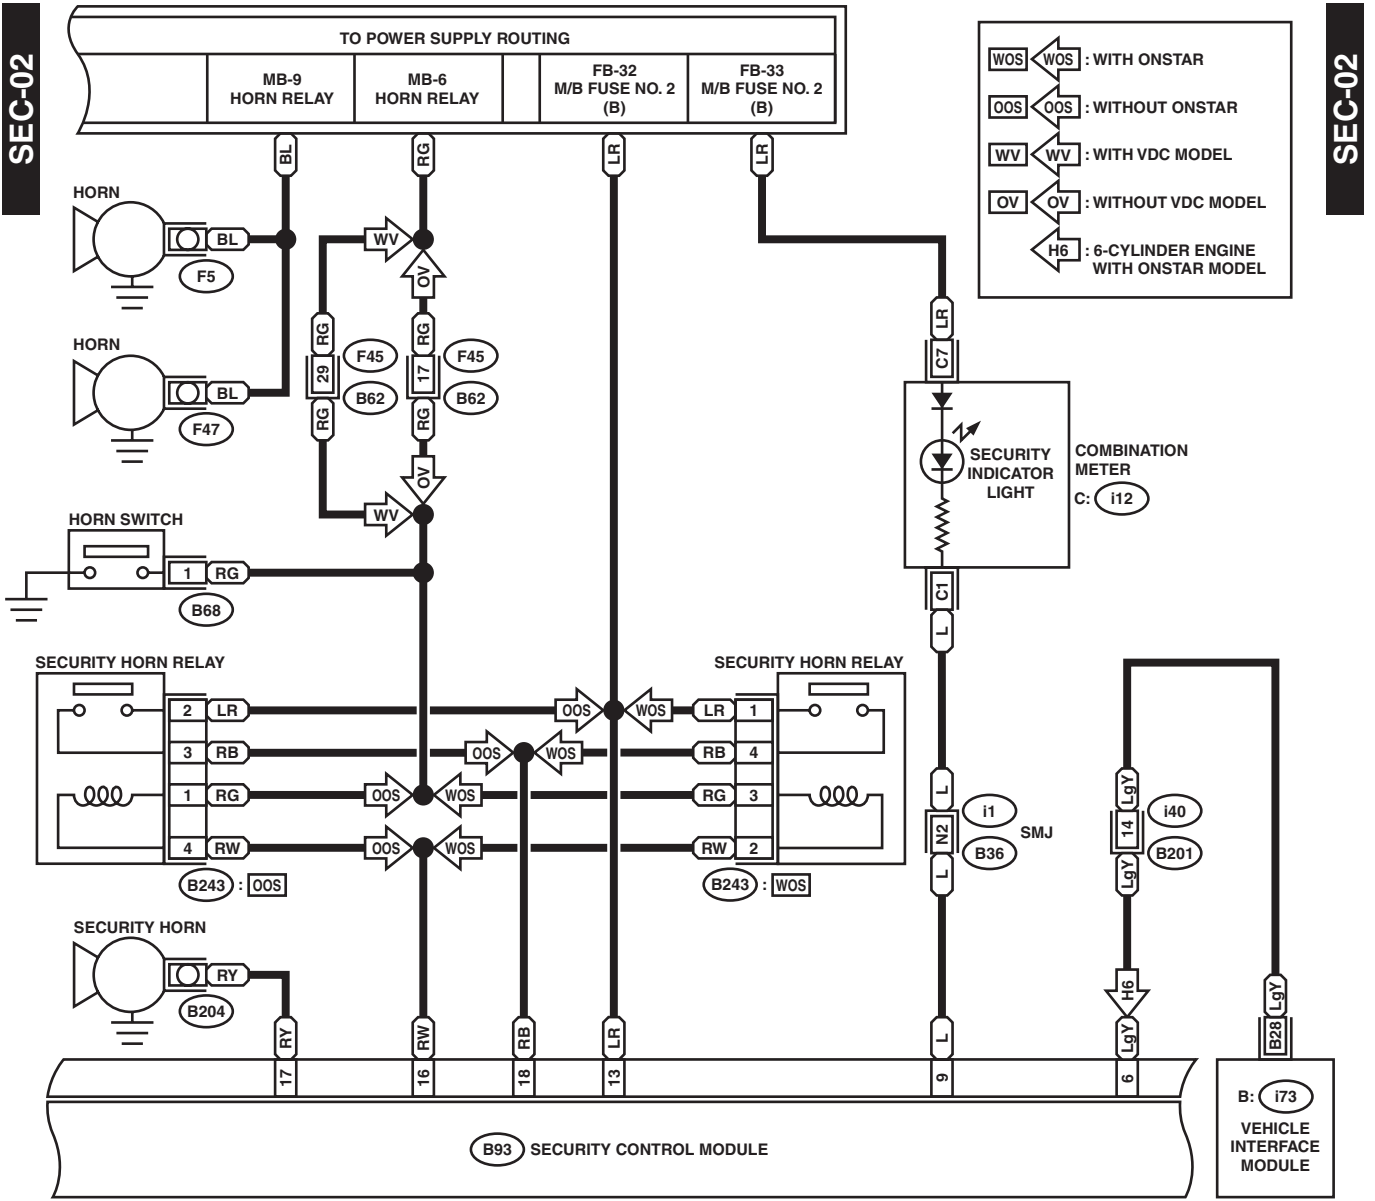 SEC-02
SEC-02
TO POWER SUPPLY ROUTING
MB-9
HORN RELAY
MB-6
HORN RELAY
FB-32
M/B FUSE NO. 2
(B)
FB-33
M/B FUSE NO. 2
(B)
WOS WOS : WITH ONSTAR
OOS OOS : WITHOUT ONSTAR
WV WV : WITH VDC MODEL
OV OV : WITHOUT VDC MODEL
H6 : 6-CYLINDER ENGINE
WITH ONSTAR MODEL
BL
RG
LR
LR
HORN
BL
F5
WV
OV
HORN
BL
F47
RG
29
RG
F45
B62
RG
17
RG
F45
B62
OV
WV
LR
C7
SECURITY
INDICATOR
LIGHT
COMBINATION
METER
C: i12
C1
L
HORN SWITCH
1 RG
B68
SECURITY HORN RELAY
2 LR
3 RB
1 RG
4 RW
B243 : OOS
OOS WOS
OOS WOS
OOS WOS
OOS WOS
SECURITY HORN RELAY
LR 1
RB 4
RG 3
RW 2
B243 : WOS
L
N2
L
i1
B36
SMJ
LgY
14
LgY
i40
B201
H6
LgY
B28
SECURITY HORN
RY
B204
RY
RW
RB
LR
L
LgY
17
16
18
13
9
6
B93 SECURITY CONTROL MODULE
B: i73
VEHICLE
INTERFACE
MODULE